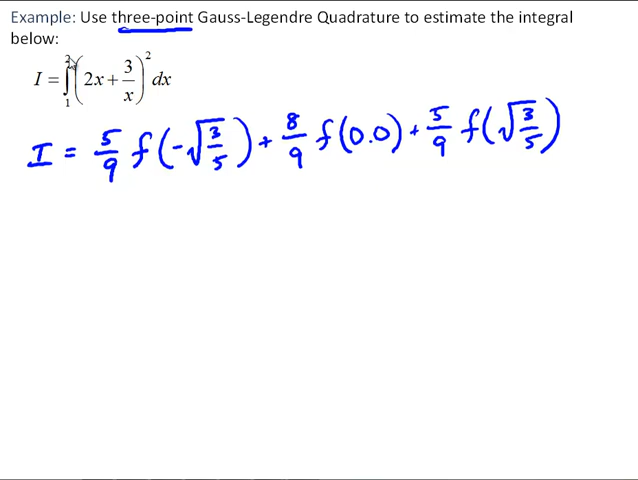 Example: Use three-point Gauss-Legendre Quadrature to estimate the integral
below:
I = ∫₁² (2x + 3/x)² dx
I = 5/9 f(-√(3/5)) + 8/9 f(0.0) + 5/9 f(√(3/5))